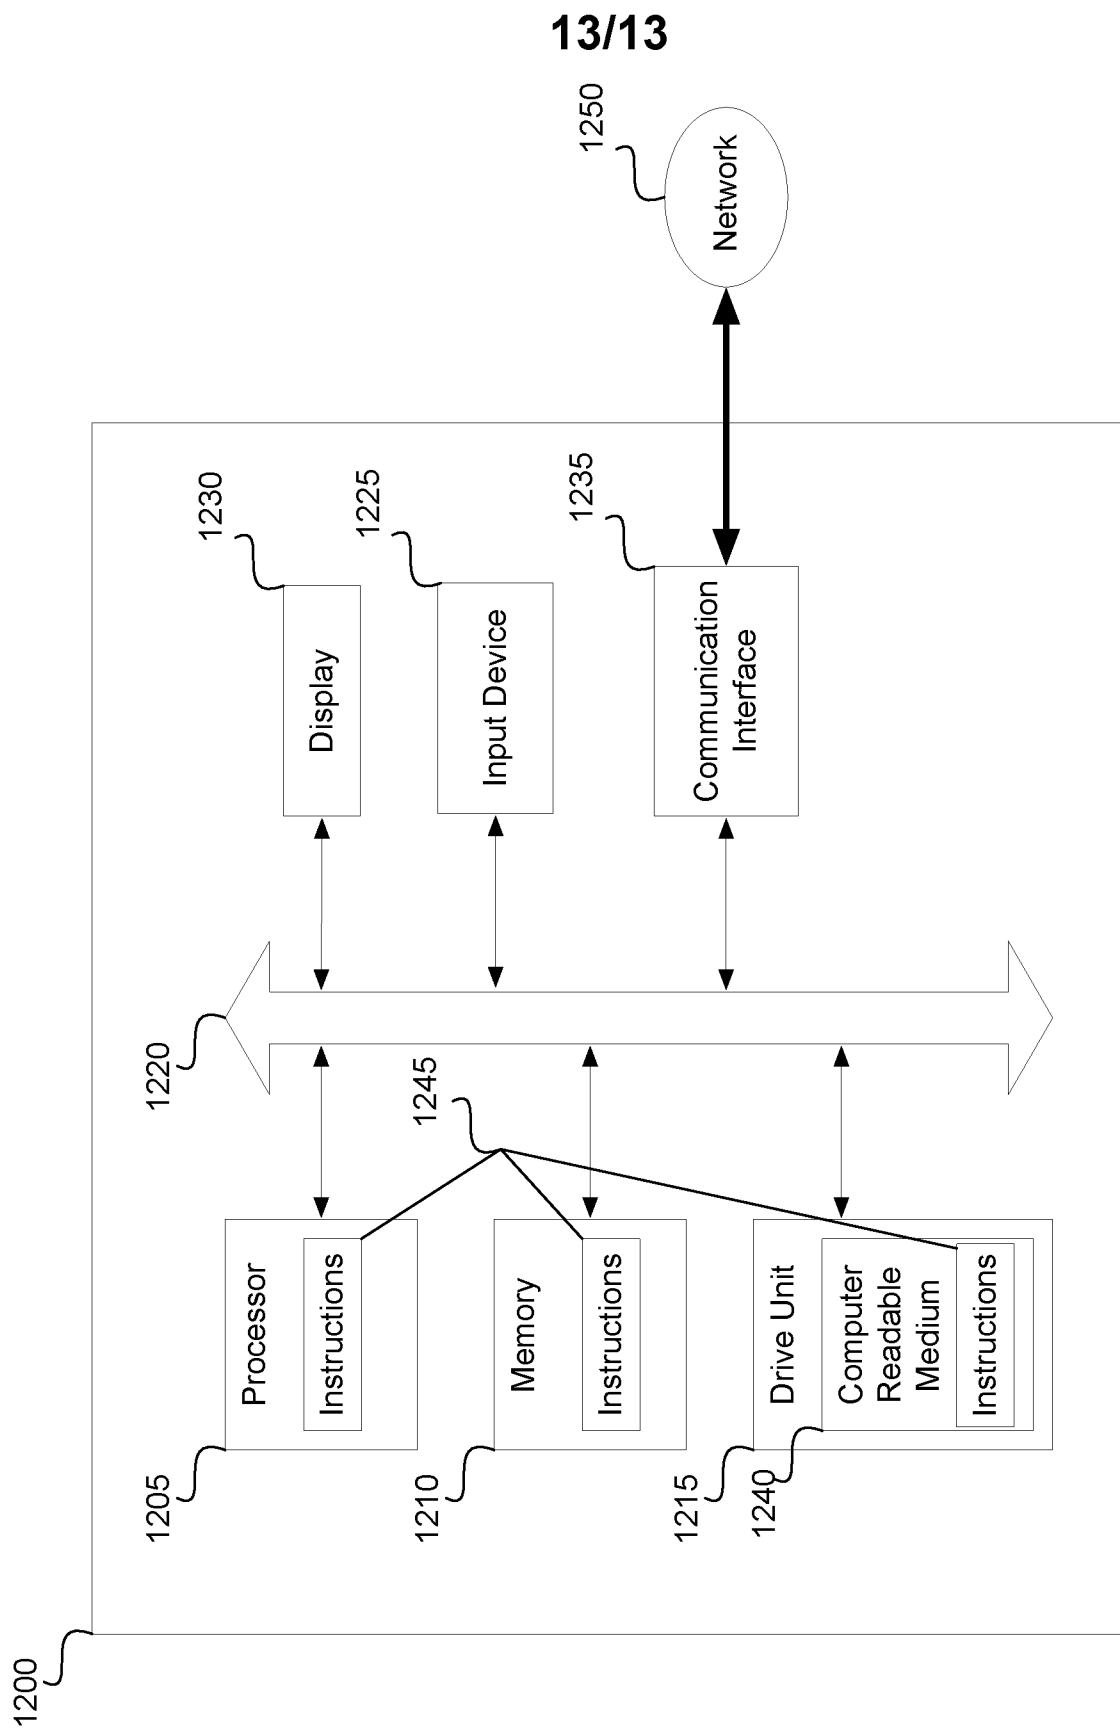 13/13
1200
1205
Processor
Instructions
1210
Memory
Instructions
1215
Drive Unit
1240
Computer
Readable
Medium
Instructions
1245
1220
1230
Display
1225
Input Device
1235
Communication
Interface
1250
Network